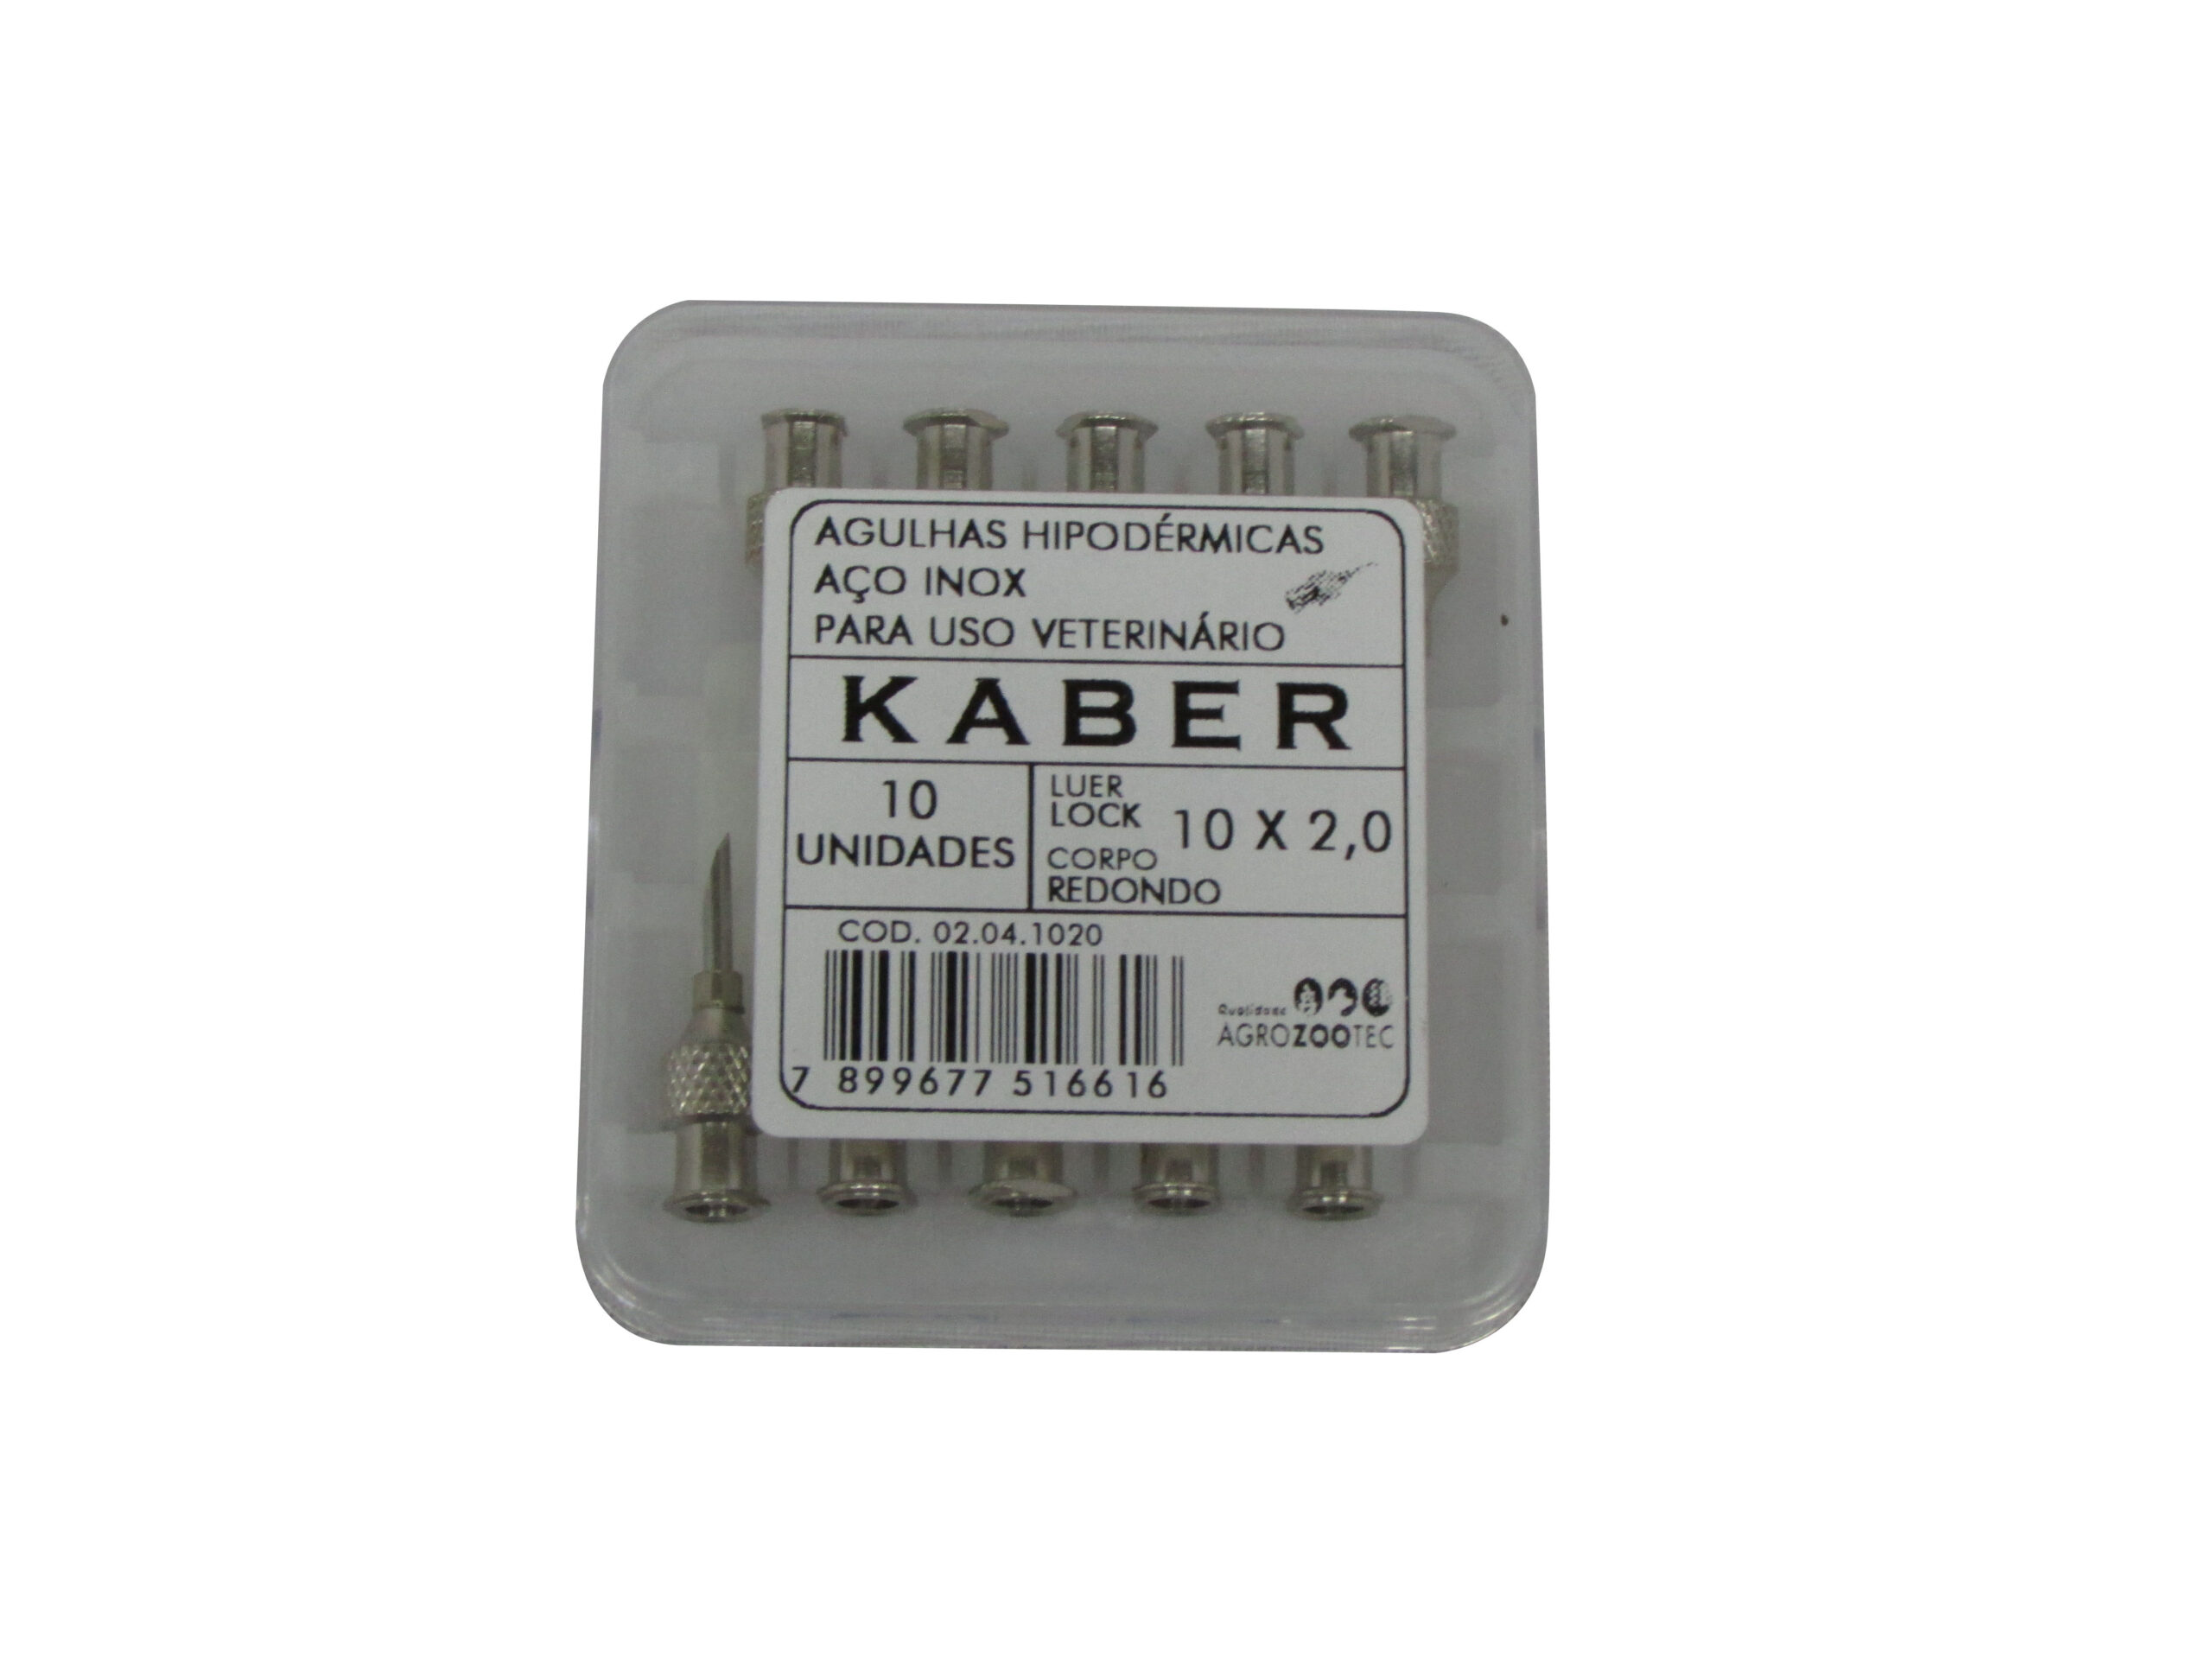 AGULHAS HIPODÉRMICAS
AÇO INOX
PARA USO VETERINÁRIO
KABER
10
UNIDADES
LUER
LOCK
10 X 2,0
CORPO
REDONDO
COD. 02.04.1020
7 899677 516616
Qualidade
AGROZOOTEC